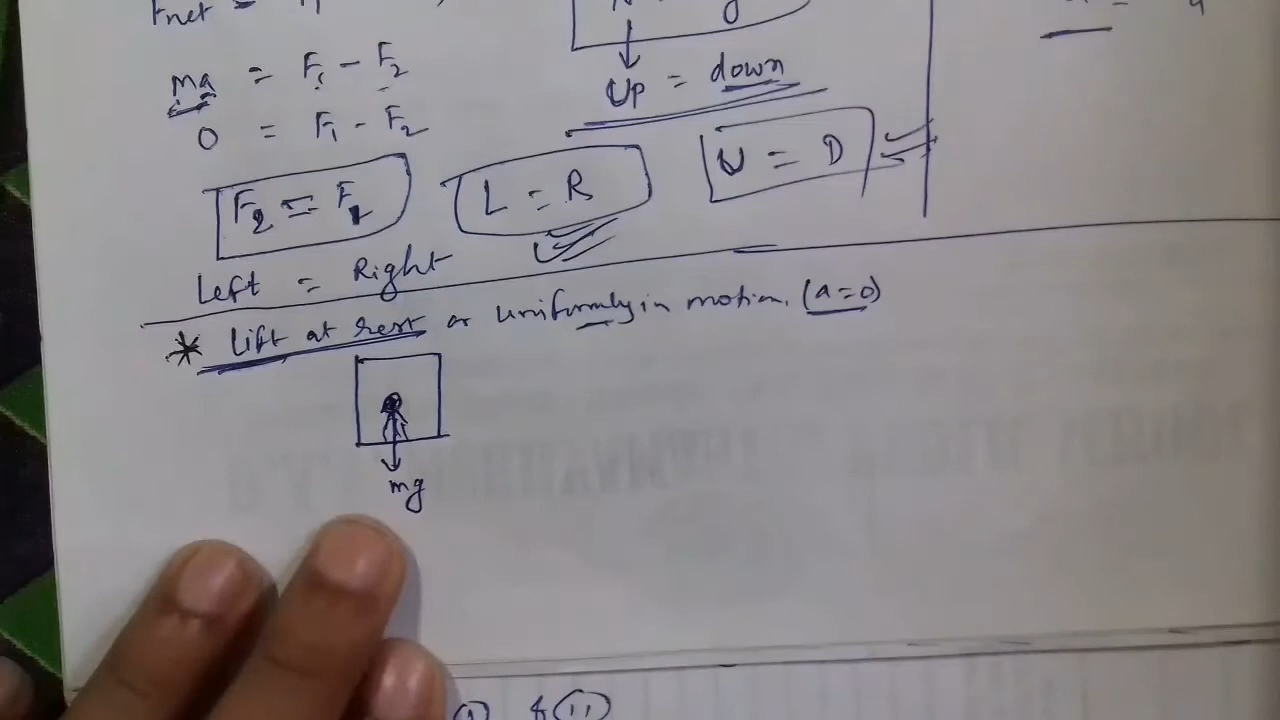 Fnet =
ma = F1 - F2
0 = F1 - F2
F2 = F1
L = R
Left = Right
Up = down
U = D
* Lift at rest or uniformly in motion. (a=0)
mg
& (ii)